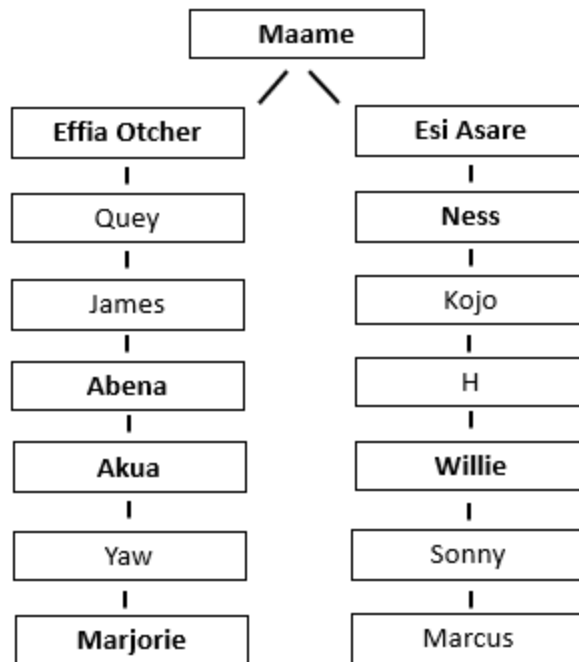 Maame
Effia Otcher
Esi Asare
Quey
Ness
James
Kojo
Abena
H
Akua
Willie
Yaw
Sonny
Marjorie
Marcus